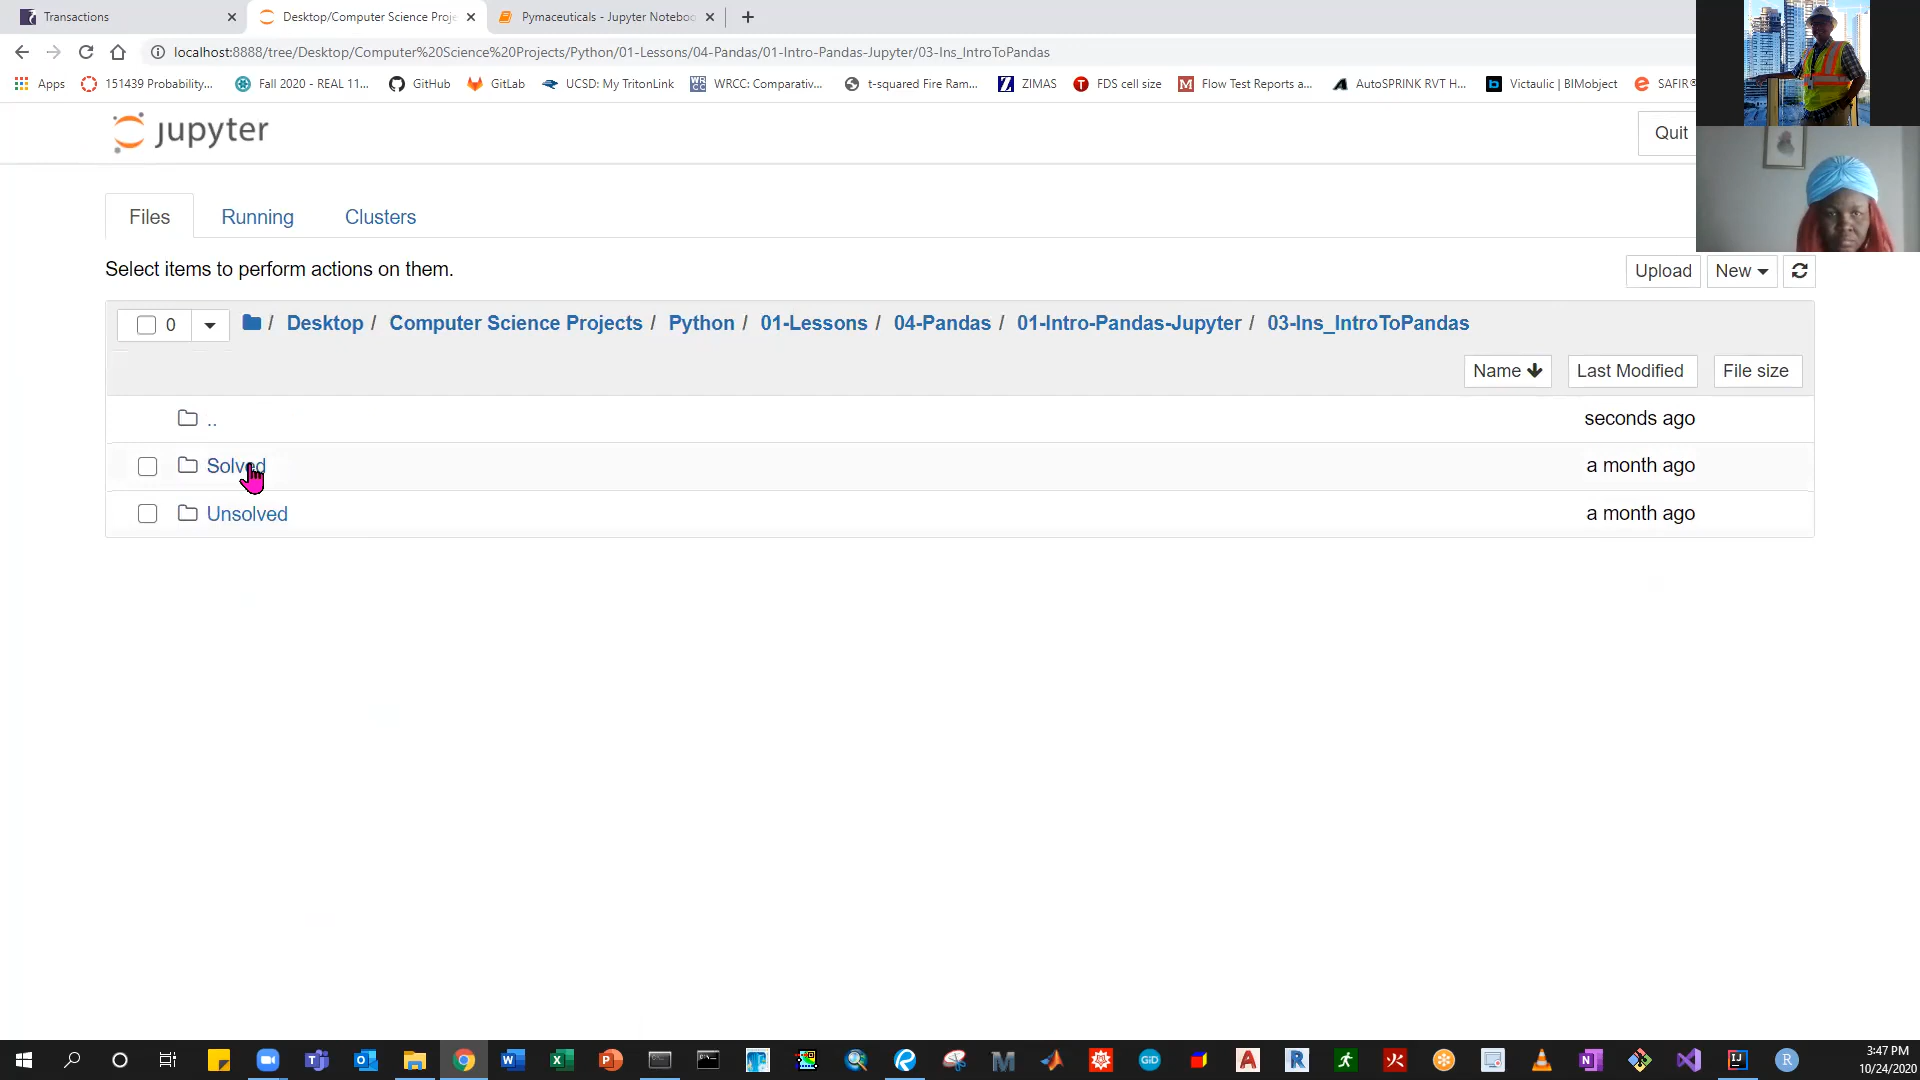 Transactions
Desktop/Computer Science Proje
Pymaceuticals - Jupyter Noteboo
localhost:8888/tree/Desktop/Computer%20Science%20Projects/Python/01-Lessons/04-Pandas/01-Intro-Pandas-Jupyter/03-Ins_IntroToPandas
Apps 151439 Probability... Fall 2020 - REAL 11... GitHub GitLab UCSD: My TritonLink WRCC: Comparativ... t-squared Fire Ram... ZIMAS FDS cell size Flow Test Reports a... AutoSPRINK RVT H... Victaulic | BIMobject SAFIR®
jupyter
Quit
Files Running Clusters
Select items to perform actions on them.
Upload New
0 / Desktop / Computer Science Projects / Python / 01-Lessons / 04-Pandas / 01-Intro-Pandas-Jupyter / 03-Ins_IntroToPandas
Name Last Modified File size
.. seconds ago
Solved a month ago
Unsolved a month ago
3:47 PM
10/24/2020